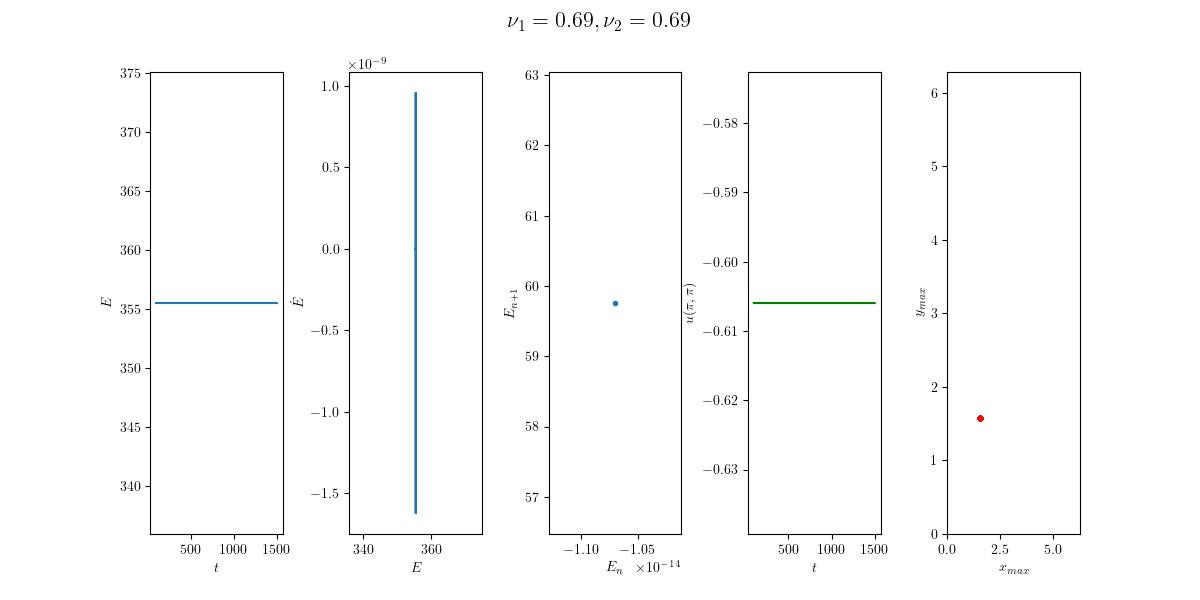 ν₁ = 0.69, ν₂ = 0.69
375
370
365
360
355
350
345
340
E
500 1000 1500
t
×10⁻⁹
1.0
0.5
0.0
−0.5
−1.0
−1.5
Ė
340 360
E
63
62
61
60
59
58
57
Eₙ₊₁
−1.10 −1.05
Eₙ ×10⁻¹⁴
−0.58
−0.59
−0.60
−0.61
−0.62
−0.63
u(π, π)
500 1000 1500
t
6
5
4
3
2
1
0
y_max
0.0 2.5 5.0
x_max